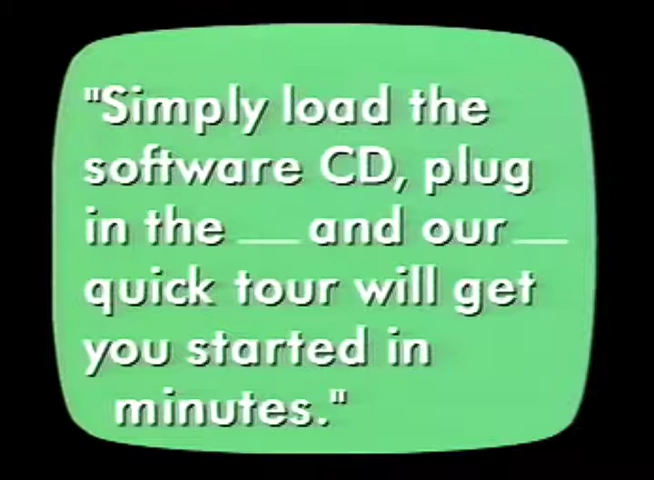 "Simply load the
software CD, plug
in the __ and our __
quick tour will get
you started in
minutes."